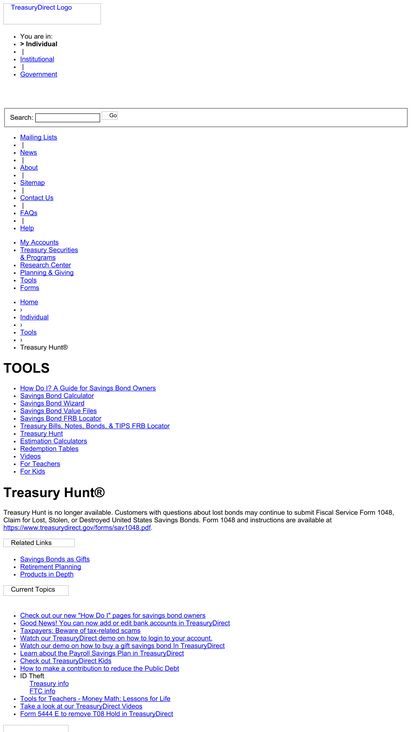 TreasuryDirect Logo
You are in:
> Individual
|
Institutional
|
Government
Search:
Go
Mailing Lists
|
News
|
About
|
Sitemap
|
Contact Us
|
FAQs
|
Help
My Accounts
Treasury Securities
& Programs
Research Center
Planning & Giving
Tools
Forms
Home
›
Individual
›
Tools
›
Treasury Hunt®
TOOLS
How Do I? A Guide for Savings Bond Owners
Savings Bond Calculator
Savings Bond Wizard
Savings Bond Value Files
Savings Bond FRB Locator
Treasury Bills, Notes, Bonds, & TIPS FRB Locator
Treasury Hunt
Estimation Calculators
Redemption Tables
Videos
For Teachers
For Kids
Treasury Hunt®
Treasury Hunt is no longer available. Customers with questions about lost bonds may continue to submit Fiscal Service Form 1048,
Claim for Lost, Stolen, or Destroyed United States Savings Bonds. Form 1048 and instructions are available at
https://www.treasurydirect.gov/forms/sav1048.pdf.
Related Links
Savings Bonds as Gifts
Retirement Planning
Products in Depth
Current Topics
Check out our new "How Do I" pages for savings bond owners
Good News! You can now add or edit bank accounts in TreasuryDirect
Taxpayers: Beware of tax-related scams
Watch our TreasuryDirect demo on how to login to your account.
Watch our demo on how to buy a gift savings bond In TreasuryDirect
Learn about the Payroll Savings Plan in TreasuryDirect
Check out TreasuryDirect Kids
How to make a contribution to reduce the Public Debt
ID Theft
Treasury info
FTC info
Tools for Teachers - Money Math: Lessons for Life
Take a look at our TreasuryDirect Videos
Form 5444 E to remove T08 Hold in TreasuryDirect